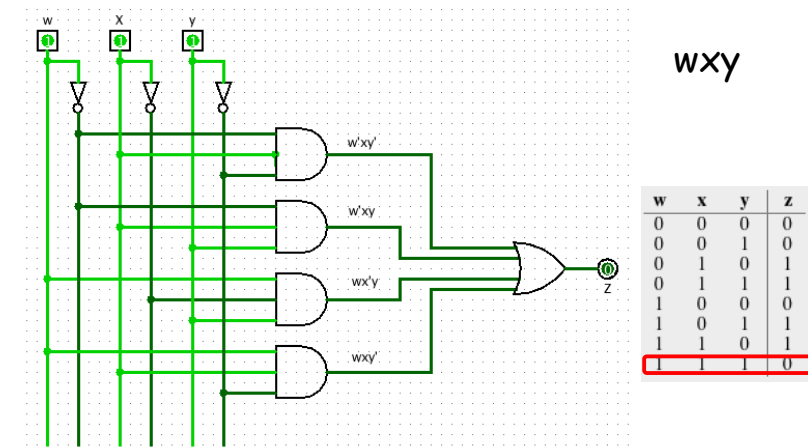 w X y
1 1 1
wxy
w'xy'
w'xy
wx'y
wxy'
0
Z
w x y z
0 0 0 0
0 0 1 0
0 1 0 1
0 1 1 1
1 0 0 0
1 0 1 1
1 1 0 1
1 1 1 0